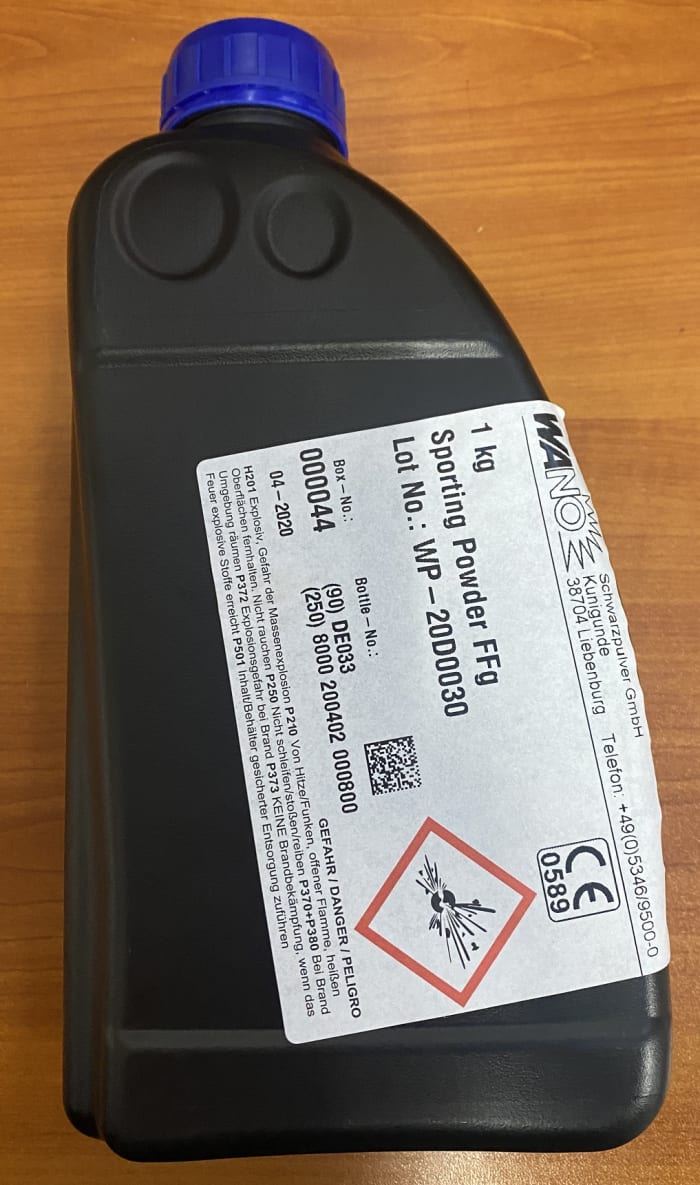 WANO
Schwarzpulver GmbH
Kunigunde
38704 Liebenburg Telefon: +49(0)5346/9500-0
1 kg
Sporting Powder FFg
Lot No.: WP – 20D0030
CE
0589
Box – No.: Bottle – No.:
000044 (90) DE033
(250) 8000 200402 000800
04 – 2020
GEFAHR / DANGER / PELIGRO
H201 Explosiv, Gefahr der Massenexplosion P210 Von Hitze/Funken, offener Flamme, heißen
Oberflächen fernhalten. Nicht rauchen P250 Nicht schleifen/stoßen/reiben P370+P380 Bei Brand
Umgebung räumen P372 Explosionsgefahr bei Brand P373 KEINE Brandbekämpfung, wenn das
Feuer explosive Stoffe erreicht P501 Inhalt/Behälter gesicherter Entsorgung zuführen